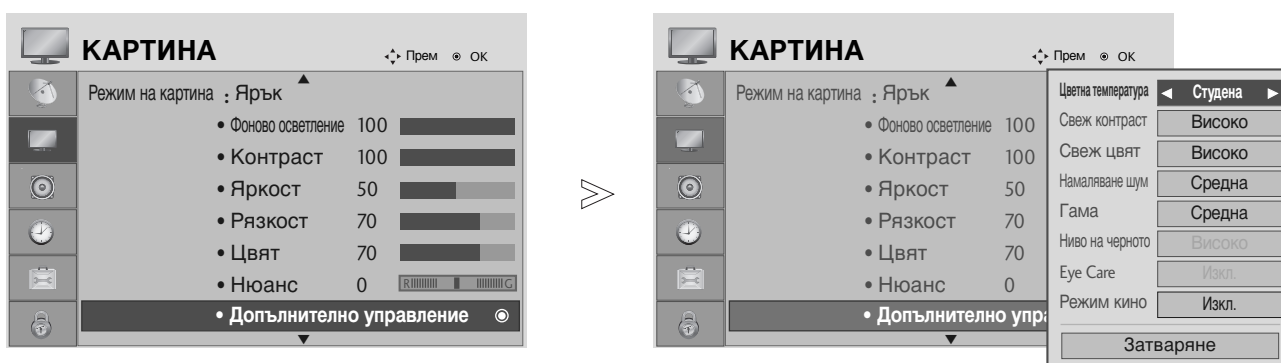 КАРТИНА
Прем ОК
Режим на картина : Ярък
• Фоново осветление 100
• Контраст 100
• Яркост 50
• Рязкост 70
• Цвят 70
• Нюанс 0 R G
• Допълнително управление
КАРТИНА
Прем ОК
Режим на картина : Ярък
• Фоново осветление 100
• Контраст 100
• Яркост 50
• Рязкост 70
• Цвят 70
• Нюанс 0
• Допълнително упра
Цветна температура Студена
Свеж контраст Високо
Свеж цвят Високо
Намаляване шум Средна
Гама Средна
Ниво на черното Високо
Eye Care Изкл.
Режим кино Изкл.
Затваряне